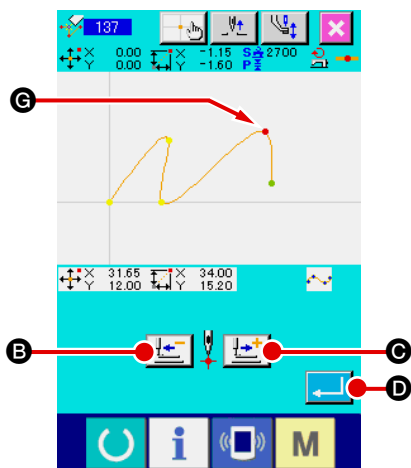 137
X 0.00 X -1.15 S 2700
Y 0.00 Y -1.60 P
G
X 31.65 X 34.00
Y 12.00 Y 15.20
B
C
D
i M